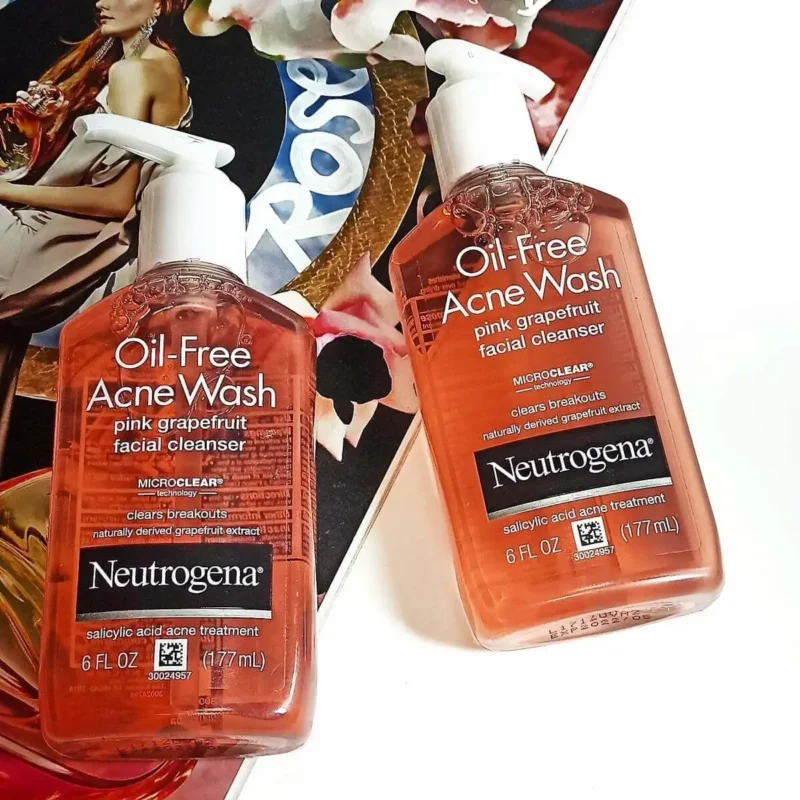 ROSE
Oil-Free
Acne Wash
pink grapefruit
facial cleanser
MICROCLEAR®
technology
clears breakouts
naturally derived grapefruit extract
Neutrogena®
salicylic acid acne treatment
6 FL OZ (177 mL)
30024957
Oil-Free
Acne Wash
pink grapefruit
facial cleanser
MICROCLEAR®
technology
clears breakouts
naturally derived grapefruit extract
Neutrogena®
salicylic acid acne treatment
6 FL OZ (177 mL)
30024957
EXP2022/05